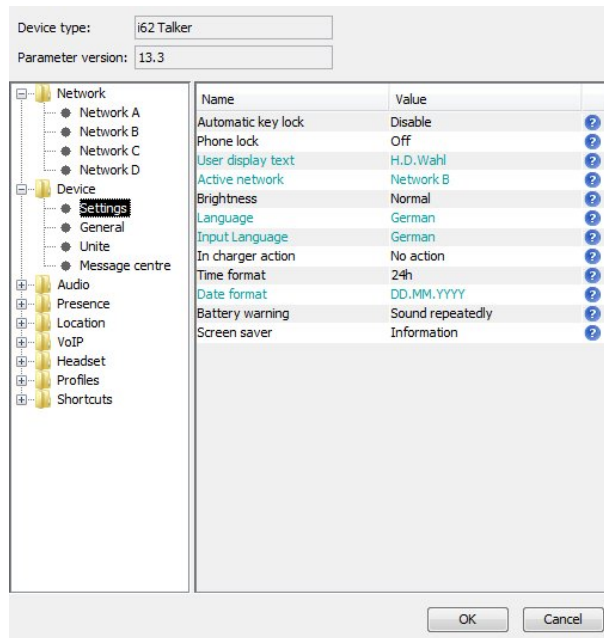 Device type: i62 Talker
Parameter version: 13.3
Network
Network A
Network B
Network C
Network D
Device
Settings
General
Unite
Message centre
Audio
Presence
Location
VoIP
Headset
Profiles
Shortcuts
Name Value
Automatic key lock Disable
Phone lock Off
User display text H.D.Wahl
Active network Network B
Brightness Normal
Language German
Input Language German
In charger action No action
Time format 24h
Date format DD.MM.YYYY
Battery warning Sound repeatedly
Screen saver Information
OK Cancel